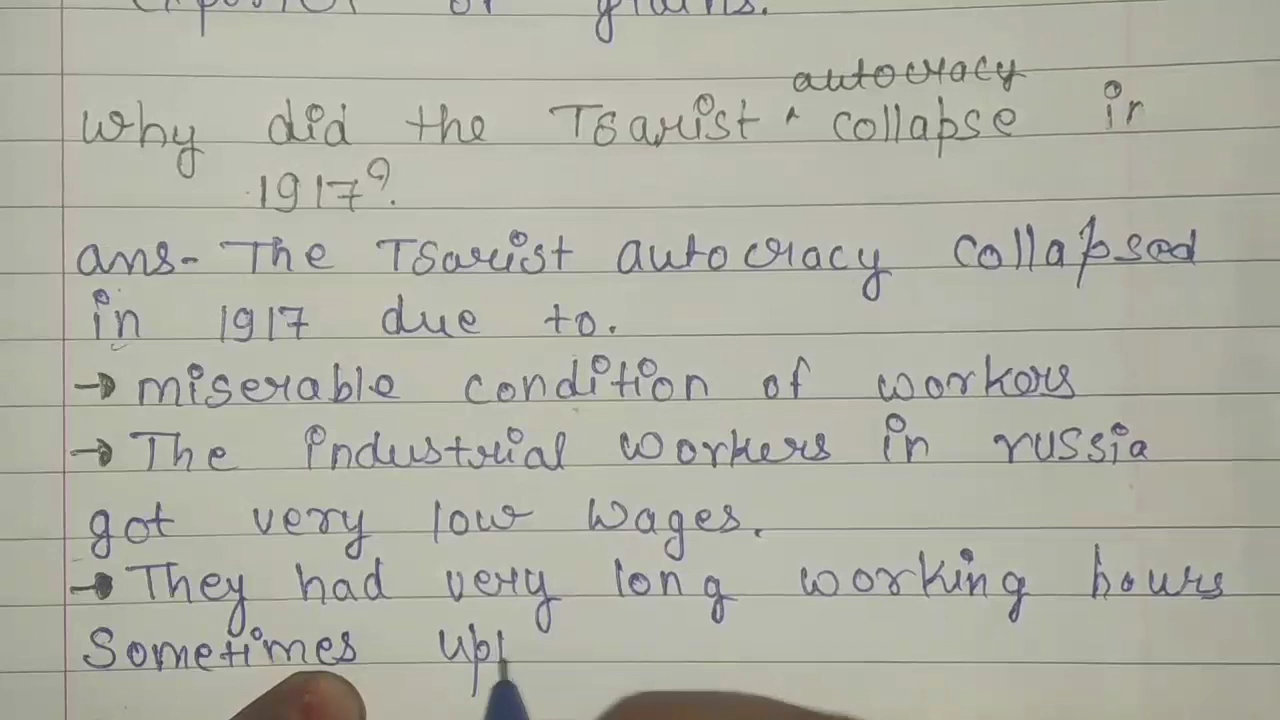 of grains.
autocracy
Why did the Tsarist ^ collapse in
1917?
ans- The Tsarist autocracy collapsed
in 1917 due to.
→ miserable condition of workers
→ The industrial workers in russia
got very low wages.
→ They had very long working hours
Sometimes up